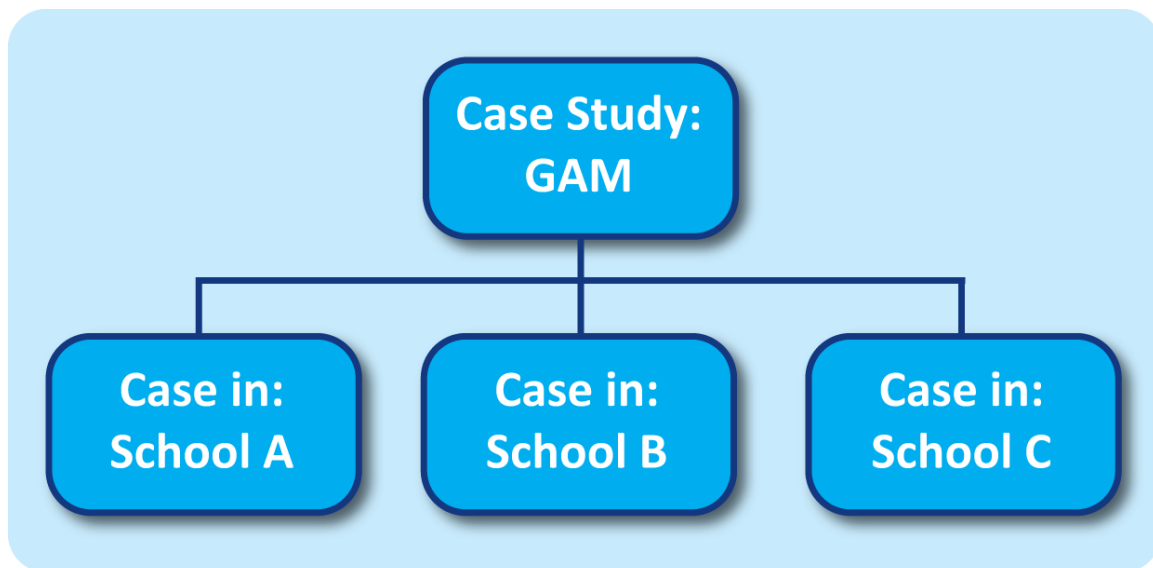 Case Study:
GAM
Case in:
School A
Case in:
School B
Case in:
School C